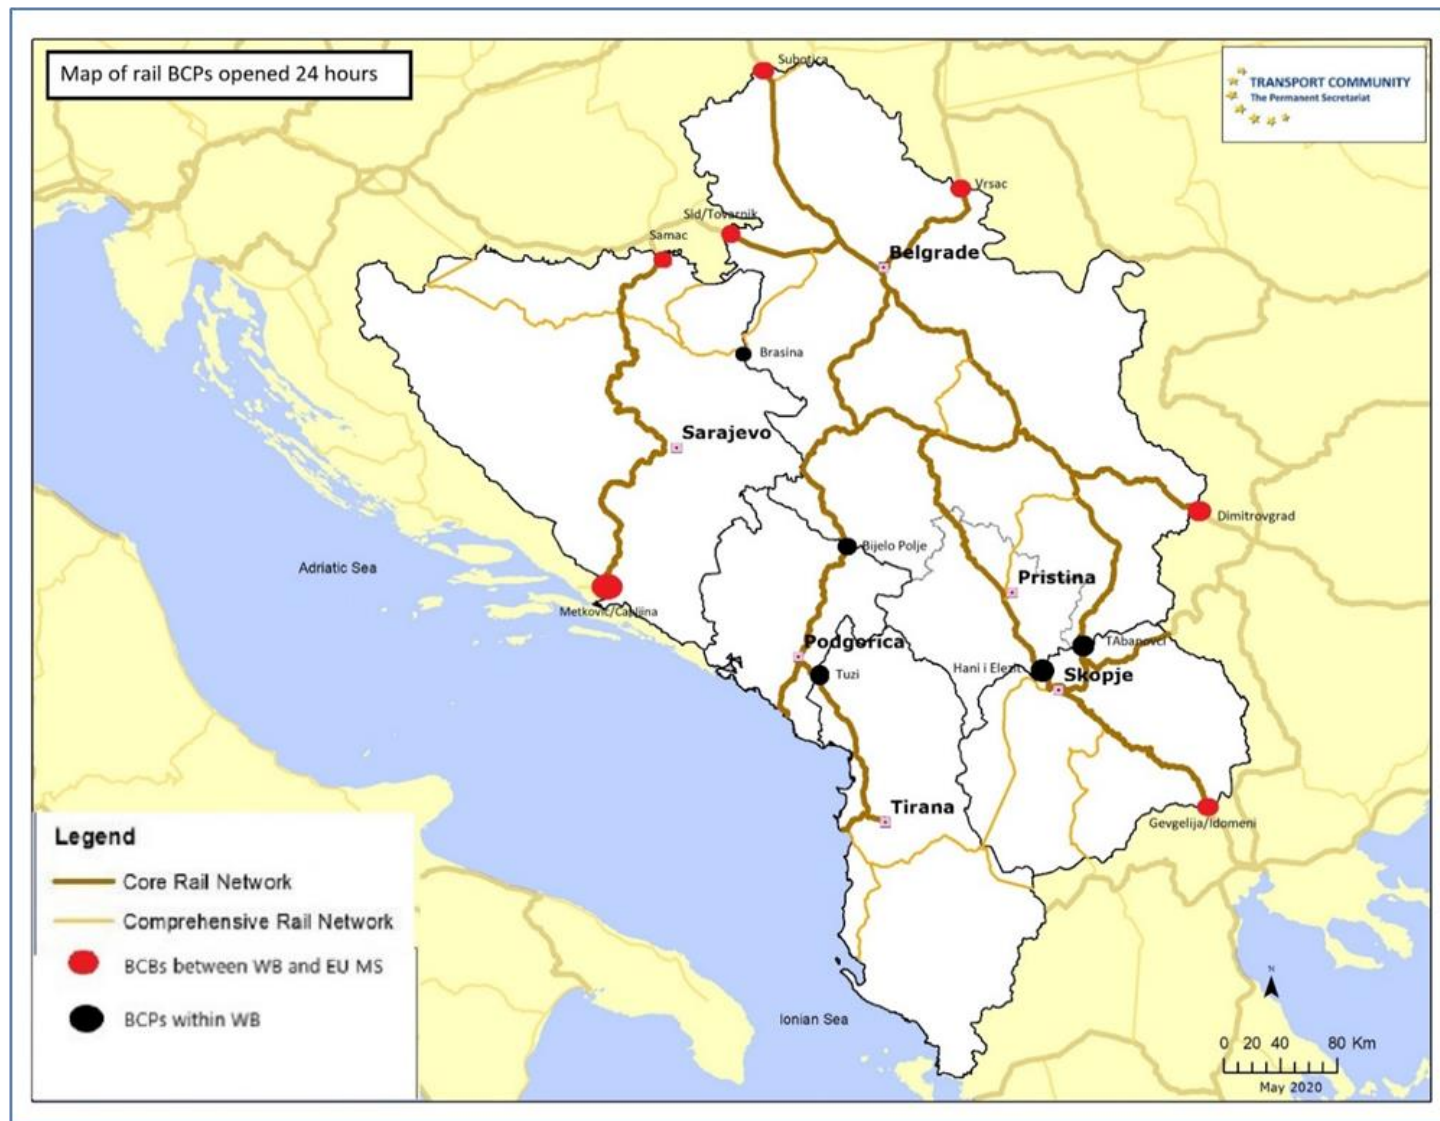 Map of rail BCPs opened 24 hours
TRANSPORT COMMUNITY
The Permanent Secretariat
Subotica
Vrsac
Sid/Tovarnik
Samac
Belgrade
Brasina
Sarajevo
Dimitrovgrad
Adriatic Sea
Bijelo Polje
Pristina
Metkovic/Capljina
Podgorica
TAbanovci
Hani i Elezit
Tuzi
Skopje
Tirana
Gevgelija/Idomeni
Legend
Core Rail Network
Comprehensive Rail Network
BCBs between WB and EU MS
BCPs within WB
Ionian Sea
N
0 20 40 80 Km
May 2020